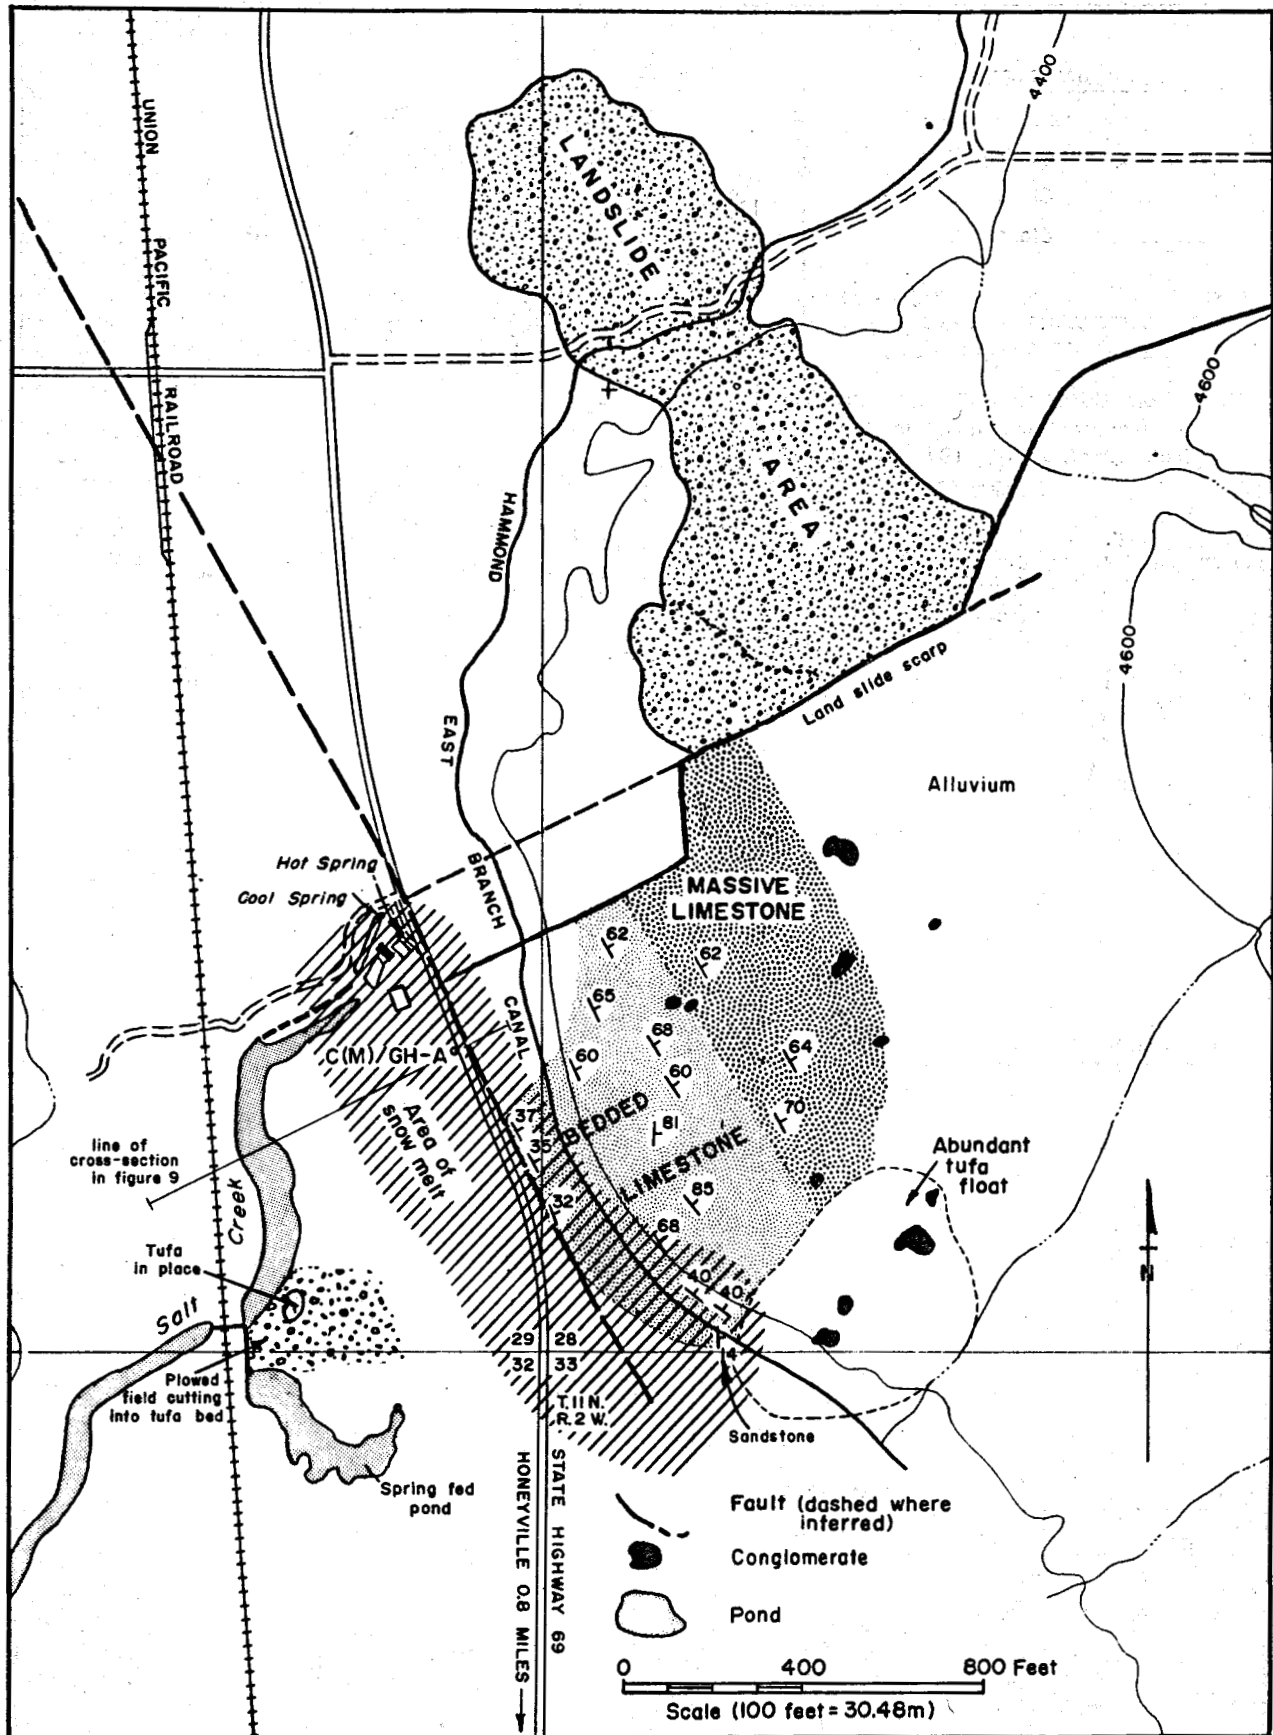 4400
UNION
PACIFIC
RAILROAD
LANDSLIDE
AREA
4600
HAMMOND
EAST
BRANCH
CANAL
4600
Land slide scarp
Alluvium
Hot Spring
Cool Spring
MASSIVE
LIMESTONE
62
62
65
68
64
60
60
70
81
37
35
32
85
68
40
40
C(M)/GH-A
BEDDED
LIMESTONE
Area of
snow melt
line of
cross-section
in figure 9
Creek
Salt
Tufa
in place
Abundant
tufa
float
Plowed
field cutting
into tufa bed
29 28
32 33
T.11 N.
R.2 W.
Sandstone
Spring fed
pond
N
HONEYVILLE 0.8 MILES
STATE HIGHWAY 69
Fault (dashed where
inferred)
Conglomerate
Pond
0 400 800 Feet
Scale (100 feet = 30.48m)